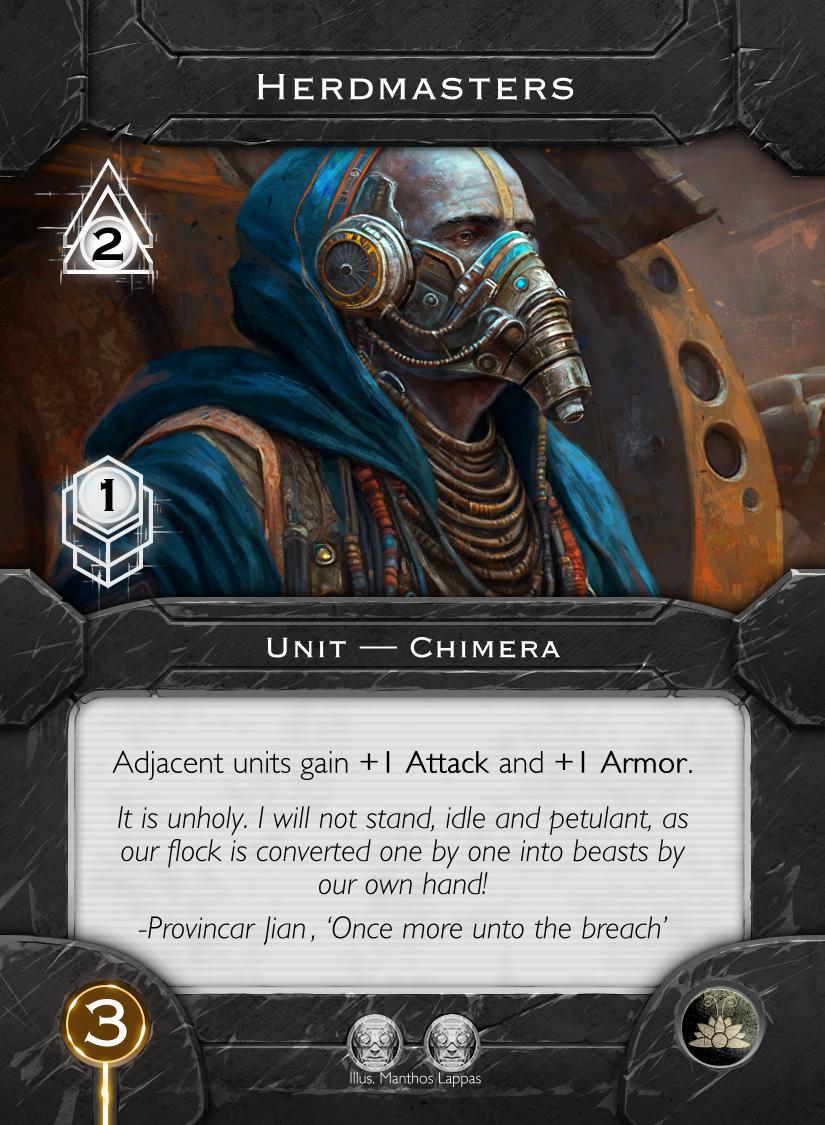 Herdmasters
2
1
Unit — Chimera
Adjacent units gain +1 Attack and +1 Armor.
It is unholy. I will not stand, idle and petulant, as
our flock is converted one by one into beasts by
our own hand!
-Provincar Jian, ‘Once more unto the breach’
3
Illus. Manthos Lappas